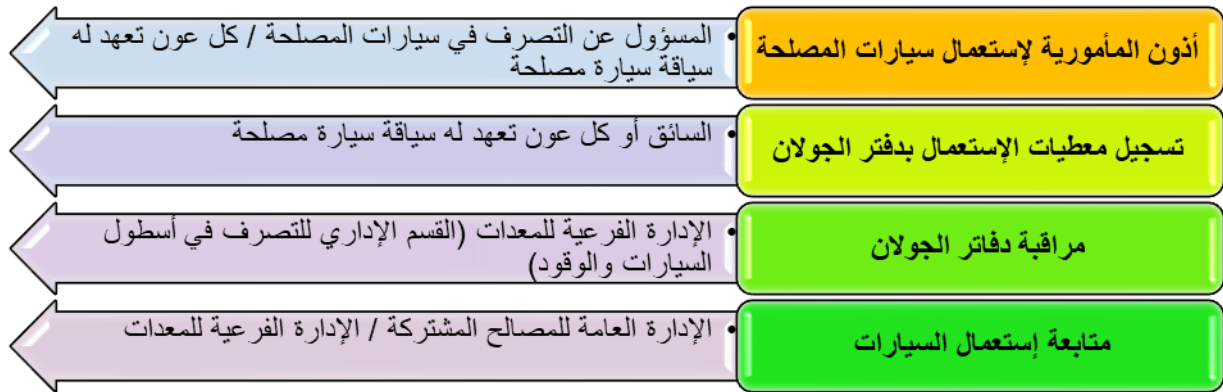 أذون المأمورية لإستعمال سيارات المصلحة
• المسؤول عن التصرف في سيارات المصلحة / كل عون تعهد له
سياقة سيارة مصلحة
تسجيل معطيات الإستعمال بدفتر الجولان
• السائق أو كل عون تعهد له سياقة سيارة مصلحة
مراقبة دفاتر الجولان
• الإدارة الفرعية للمعدات (القسم الإداري للتصرف في أسطول
السيارات والوقود)
متابعة إستعمال السيارات
• الإدارة العامة للمصالح المشتركة / الإدارة الفرعية للمعدات